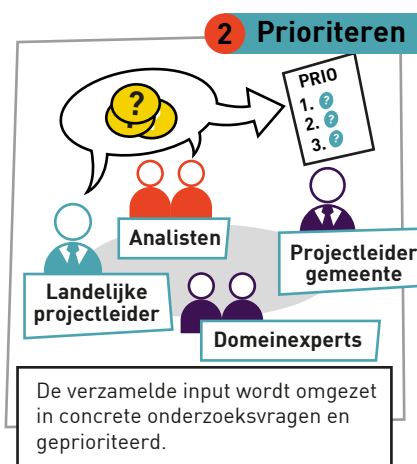 2 Prioriteren
?
PRIO
1. ?
2. ?
3. ?
Analisten
Projectleider
gemeente
Landelijke
projectleider
Domeinexperts
De verzamelde input wordt omgezet
in concrete onderzoeksvragen en
geprioriteerd.